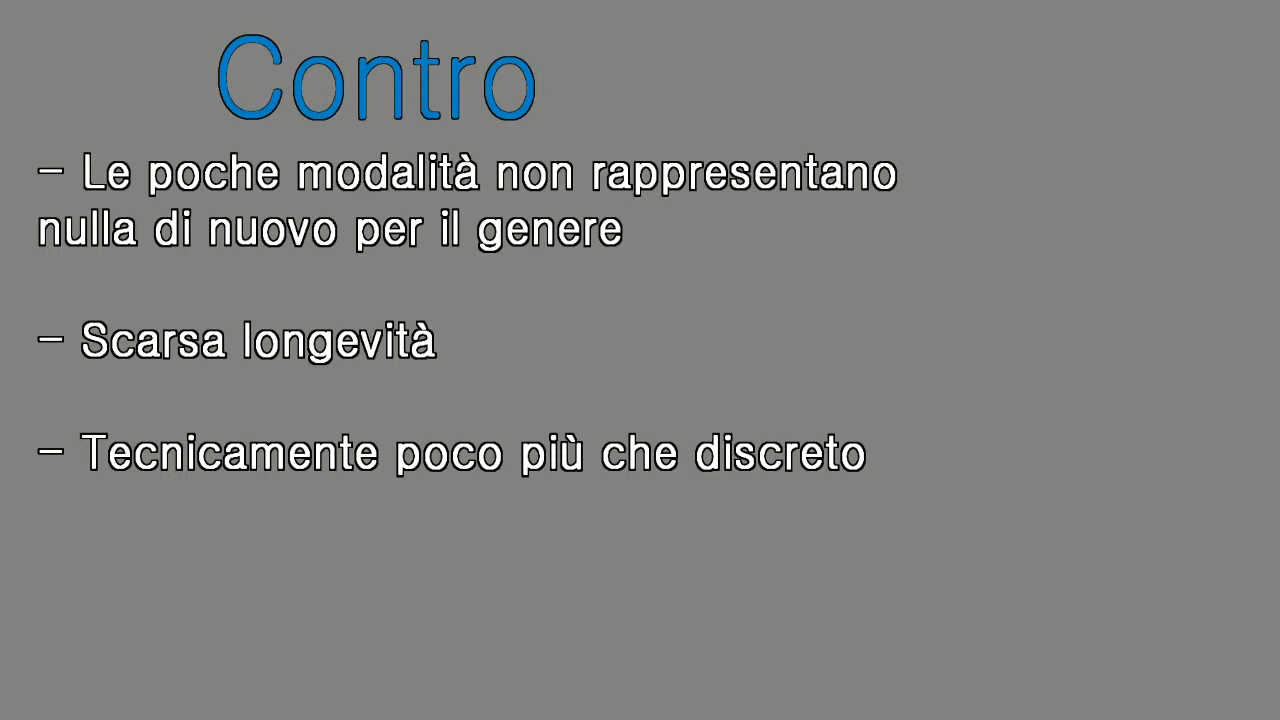 Contro
- Le poche modalità non rappresentano
nulla di nuovo per il genere
- Scarsa longevità
- Tecnicamente poco più che discreto